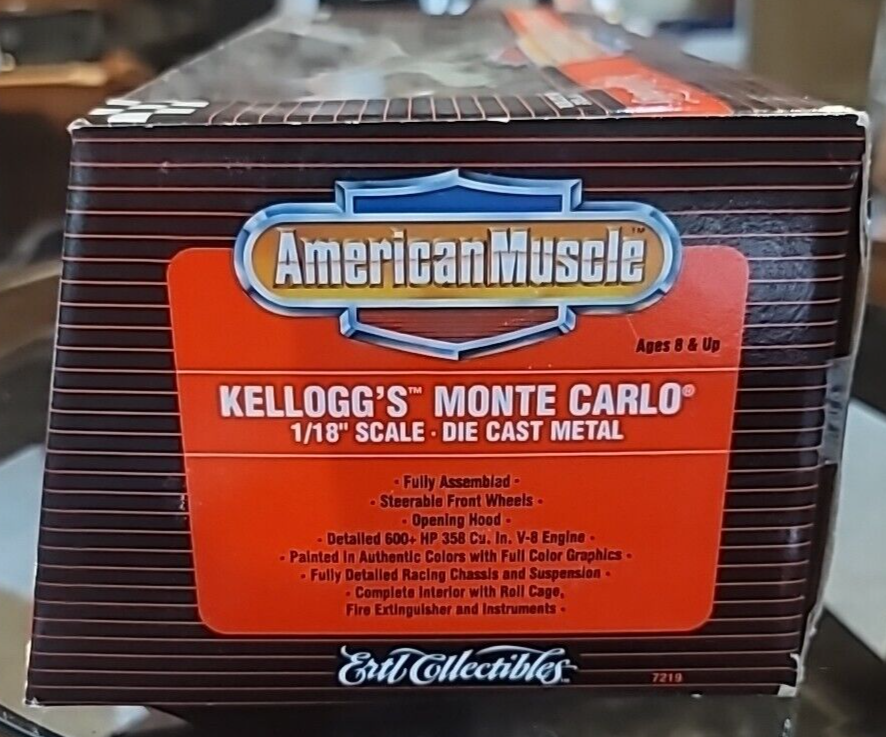 American Muscle™
Ages 8 & Up
KELLOGG'S™ MONTE CARLO®
1/18" SCALE · DIE CAST METAL
- Fully Assembled -
- Steerable Front Wheels -
- Opening Hood -
- Detailed 600+ HP 358 Cu. In. V-8 Engine -
- Painted In Authentic Colors with Full Color Graphics -
- Fully Detailed Racing Chassis and Suspension -
- Complete Interior with Roll Cage,
Fire Extinguisher and Instruments -
Ertl Collectibles™
7219